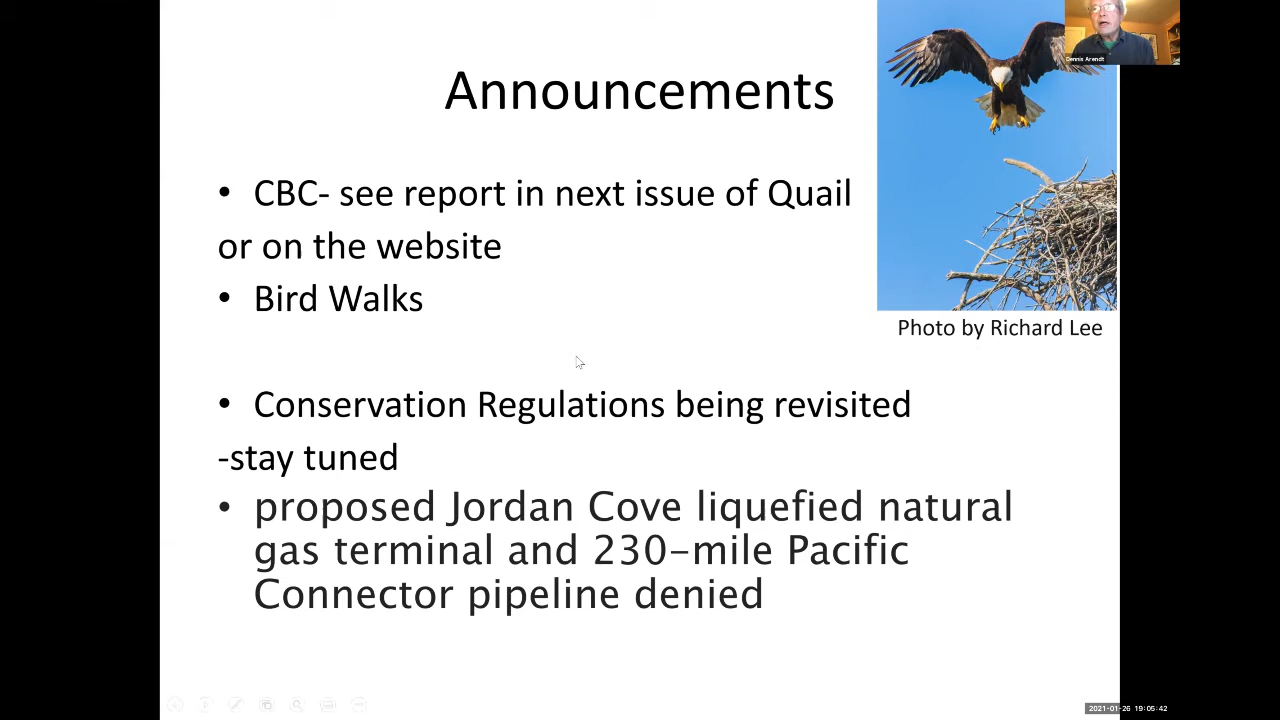 Dennis Arendt
Announcements
• CBC- see report in next issue of Quail
or on the website
• Bird Walks
Photo by Richard Lee
• Conservation Regulations being revisited
-stay tuned
• proposed Jordan Cove liquefied natural
gas terminal and 230-mile Pacific
Connector pipeline denied
2021-01-26 19:05:42